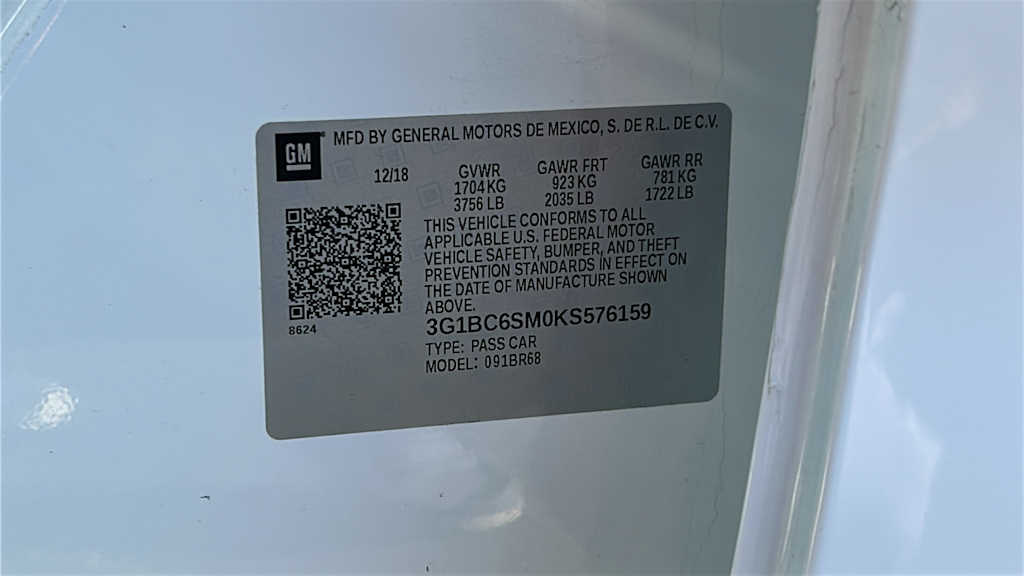 GM
MFD BY GENERAL MOTORS DE MEXICO, S. DE R.L. DE C.V.
12/18 GVWR GAWR FRT GAWR RR
1704 KG 923 KG 781 KG
3756 LB 2035 LB 1722 LB
THIS VEHICLE CONFORMS TO ALL
APPLICABLE U.S. FEDERAL MOTOR
VEHICLE SAFETY, BUMPER, AND THEFT
PREVENTION STANDARDS IN EFFECT ON
THE DATE OF MANUFACTURE SHOWN
ABOVE.
8624
3G1BC6SM0KS576159
TYPE: PASS CAR
MODEL: 091BR68